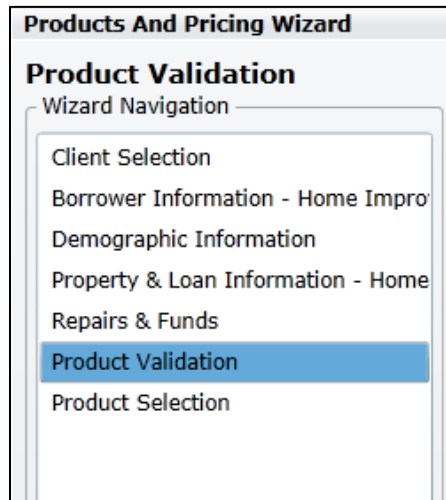 Products And Pricing Wizard
Product Validation
Wizard Navigation
Client Selection
Borrower Information - Home Impro
Demographic Information
Property & Loan Information - Home
Repairs & Funds
Product Validation
Product Selection